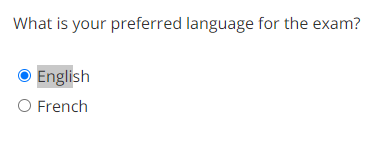 What is your preferred language for the exam?
English
French